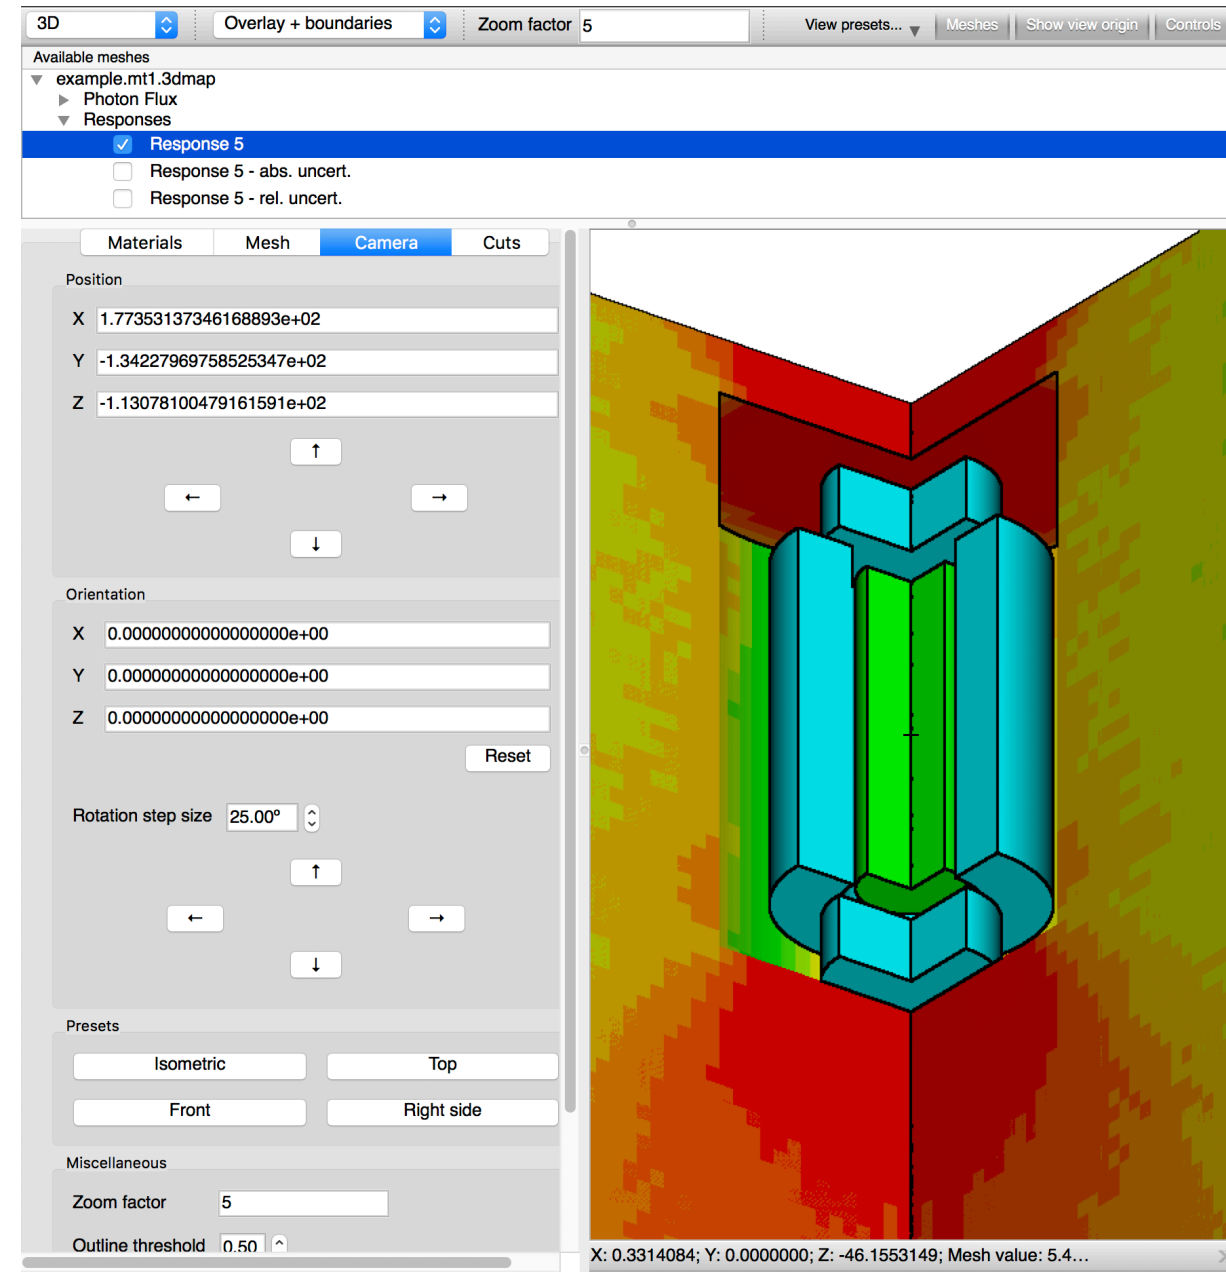 3D Overlay + boundaries Zoom factor 5 View presets... Meshes Show view origin Controls
Available meshes
example.mt1.3dmap
Photon Flux
Responses
Response 5
Response 5 - abs. uncert.
Response 5 - rel. uncert.
Materials Mesh Camera Cuts
Position
X 1.77353137346168893e+02
Y -1.34227969758525347e+02
Z -1.13078100479161591e+02
↑
← →
↓
Orientation
X 0.00000000000000000e+00
Y 0.00000000000000000e+00
Z 0.00000000000000000e+00
Reset
Rotation step size 25.00º
↑
← →
↓
Presets
Isometric Top
Front Right side
Miscellaneous
Zoom factor 5
Outline threshold 0.50
X: 0.3314084; Y: 0.0000000; Z: -46.1553149; Mesh value: 5.4...